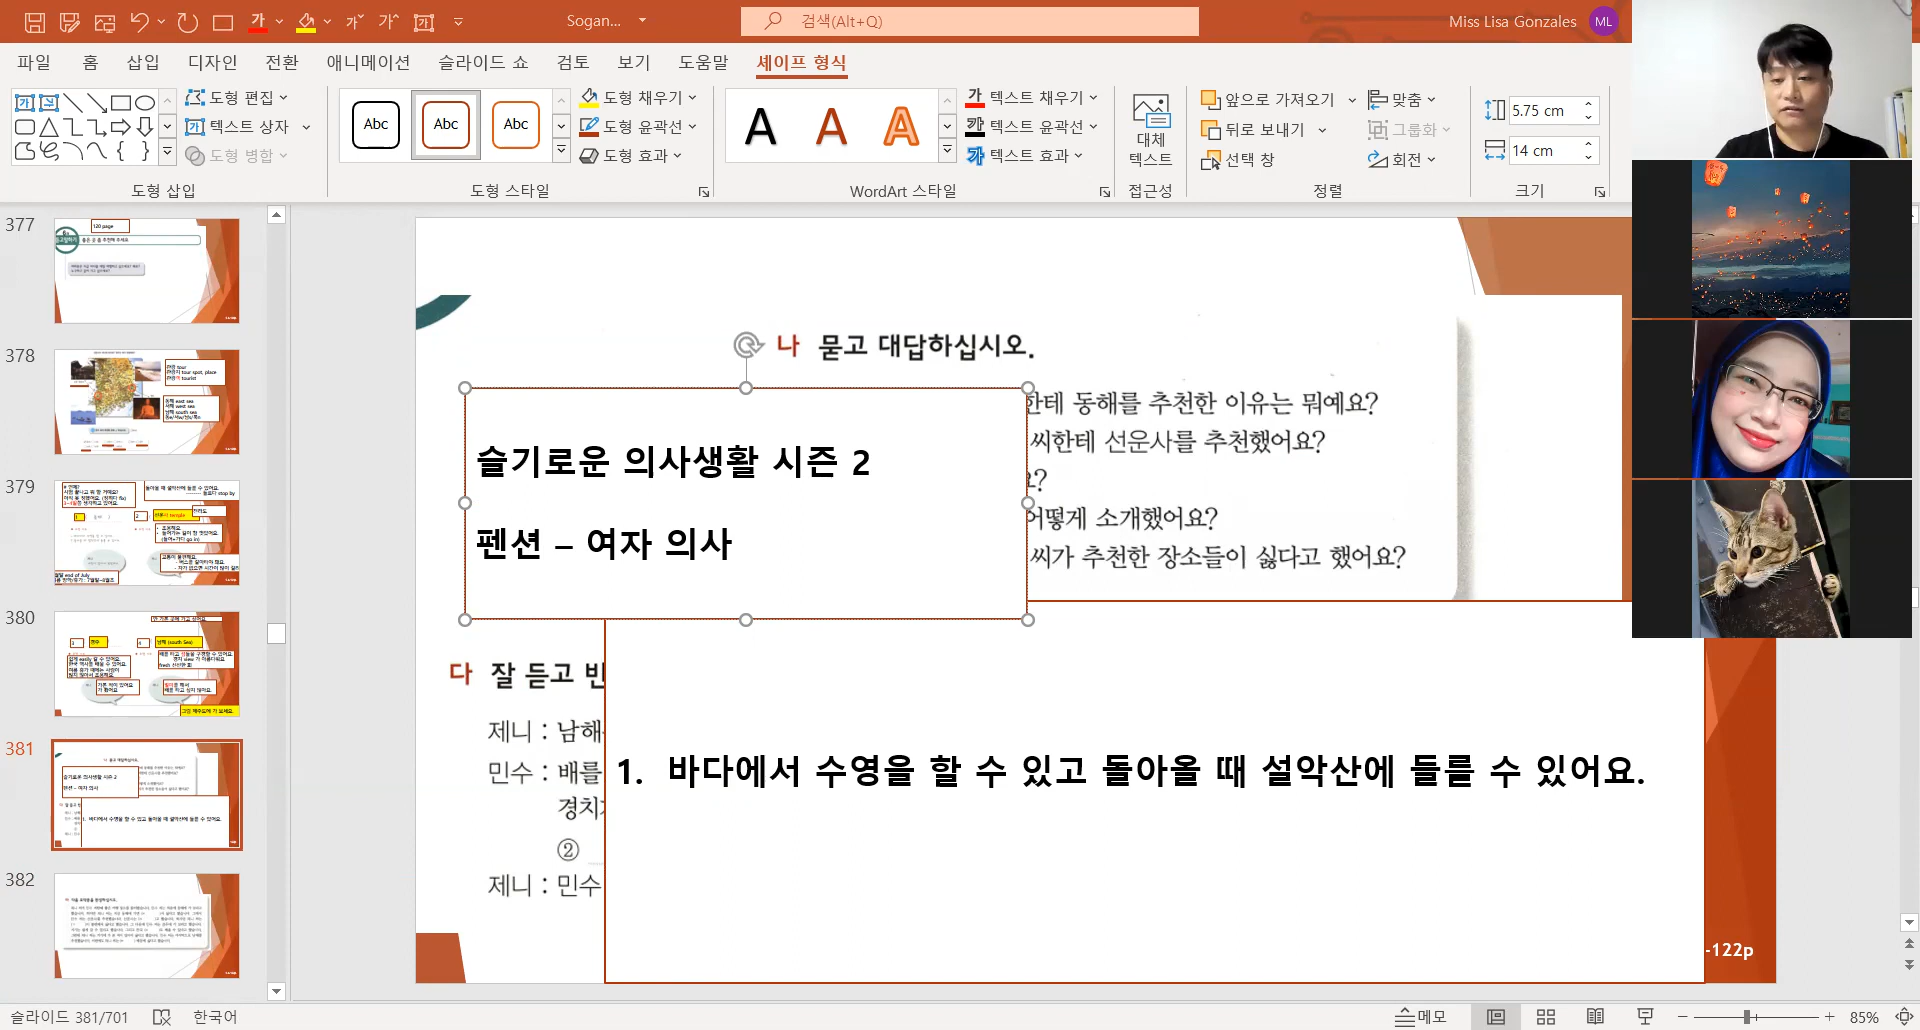 Sogan...
검색(Alt+Q)
Miss Lisa Gonzales
ML
파일 홈 삽입 디자인 전환 애니메이션 슬라이드 쇼 검토 보기 도움말 셰이프 형식
도형 편집
텍스트 상자
도형 병합
도형 삽입
Abc Abc Abc
도형 채우기
도형 윤곽선
도형 효과
도형 스타일
A A A
텍스트 채우기
텍스트 윤곽선
텍스트 효과
WordArt 스타일
대체
텍스트
접근성
앞으로 가져오기
뒤로 보내기
선택 창
맞춤
그룹화
회전
정렬
5.75 cm
14 cm
크기
377
120 page
378
379
380
381
382
나 묻고 대답하십시오.
한테 동해를 추천한 이유는 뭐예요?
씨한테 선운사를 추천했어요?
요?
어떻게 소개했어요?
씨가 추천한 장소들이 싫다고 했어요?
슬기로운 의사생활 시즌 2
펜션 – 여자 의사
다 잘 듣고 반
제니 : 남해
민수 : 배를
경치
②
제니 : 민수
1. 바다에서 수영을 할 수 있고 돌아올 때 설악산에 들를 수 있어요.
-122p
슬라이드 381/701
한국어
메모
85%